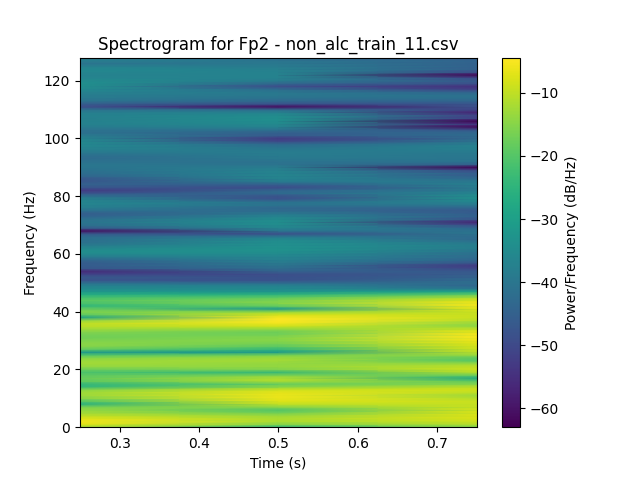 Spectrogram for Fp2 - non_alc_train_11.csv
120
100
80
60
40
20
0
Frequency (Hz)
0.3 0.4 0.5 0.6 0.7
Time (s)
−10
−20
−30
−40
−50
−60
Power/Frequency (dB/Hz)